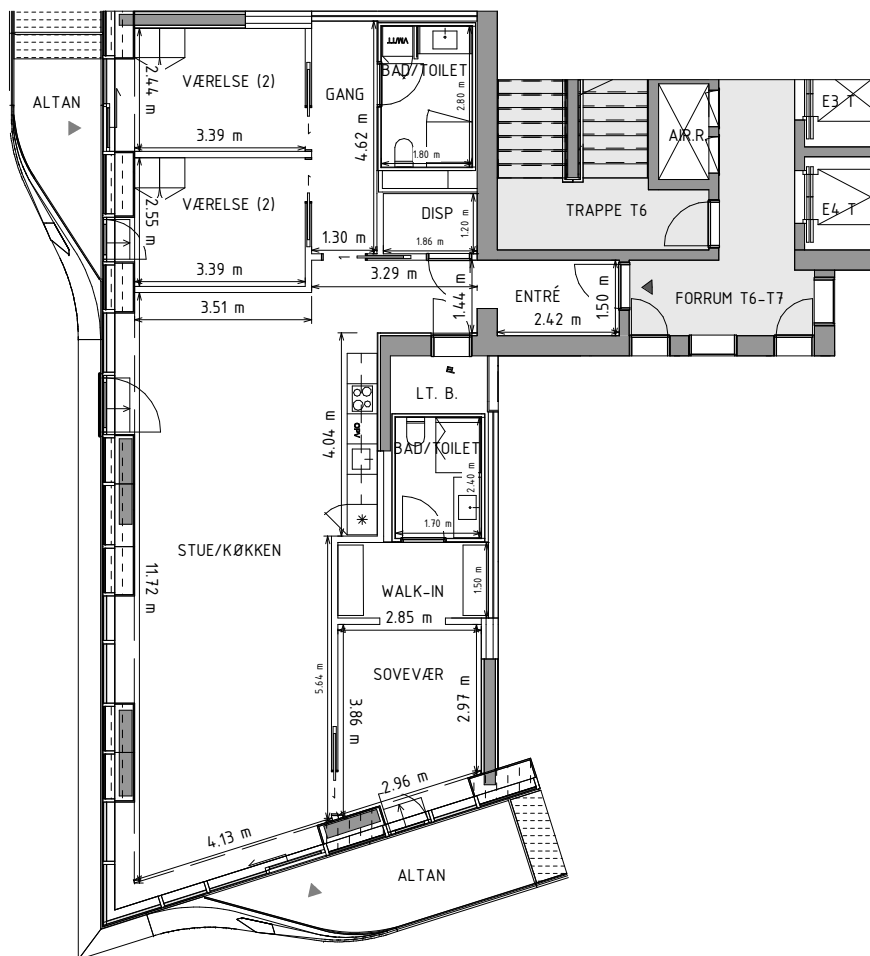 VM/TT
BAD/TOILET
VÆRELSE (2)
GANG
ALTAN
2.44 m
2.80 m
4.62 m
3.39 m
1.80 m
E3 T
AIR.R.
VÆRELSE (2)
2.55 m
DISP
1.20 m
TRAPPE T6
E4 T
1.30 m
1.86 m
3.39 m
3.29 m
3.51 m
1.44 m
ENTRÉ
2.42 m
1.50 m
FORRUM T6-T7
LT. B.
4.04 m
OPV
BAD/TOILET
2.40 m
1.70 m
STUE/KØKKEN
11.72 m
WALK-IN
1.50 m
2.85 m
5.64 m
SOVEVÆR
3.86 m
2.97 m
2.96 m
4.13 m
ALTAN